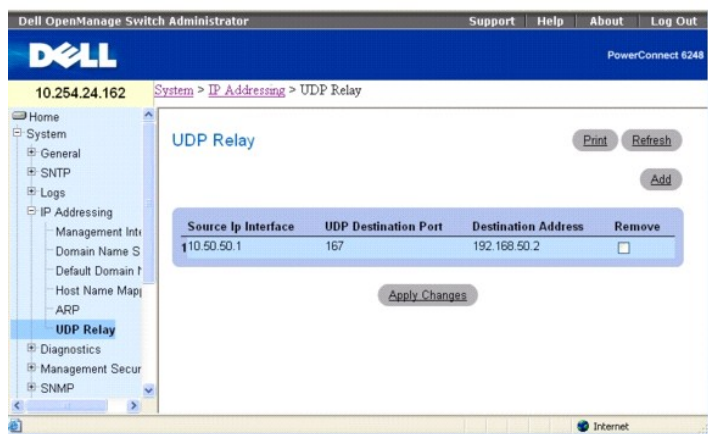 Dell OpenManage Switch Administrator Support Help About Log Out
DELL
PowerConnect 6248
10.254.24.162
System > IP Addressing > UDP Relay
Home
System
General
SNTP
Logs
IP Addressing
Management Inte
Domain Name S
Default Domain N
Host Name Mapp
ARP
UDP Relay
Diagnostics
Management Secur
SNMP
UDP Relay
Print Refresh
Add
Source Ip Interface UDP Destination Port Destination Address Remove
1 10.50.50.1 167 192.168.50.2
Apply Changes
Internet